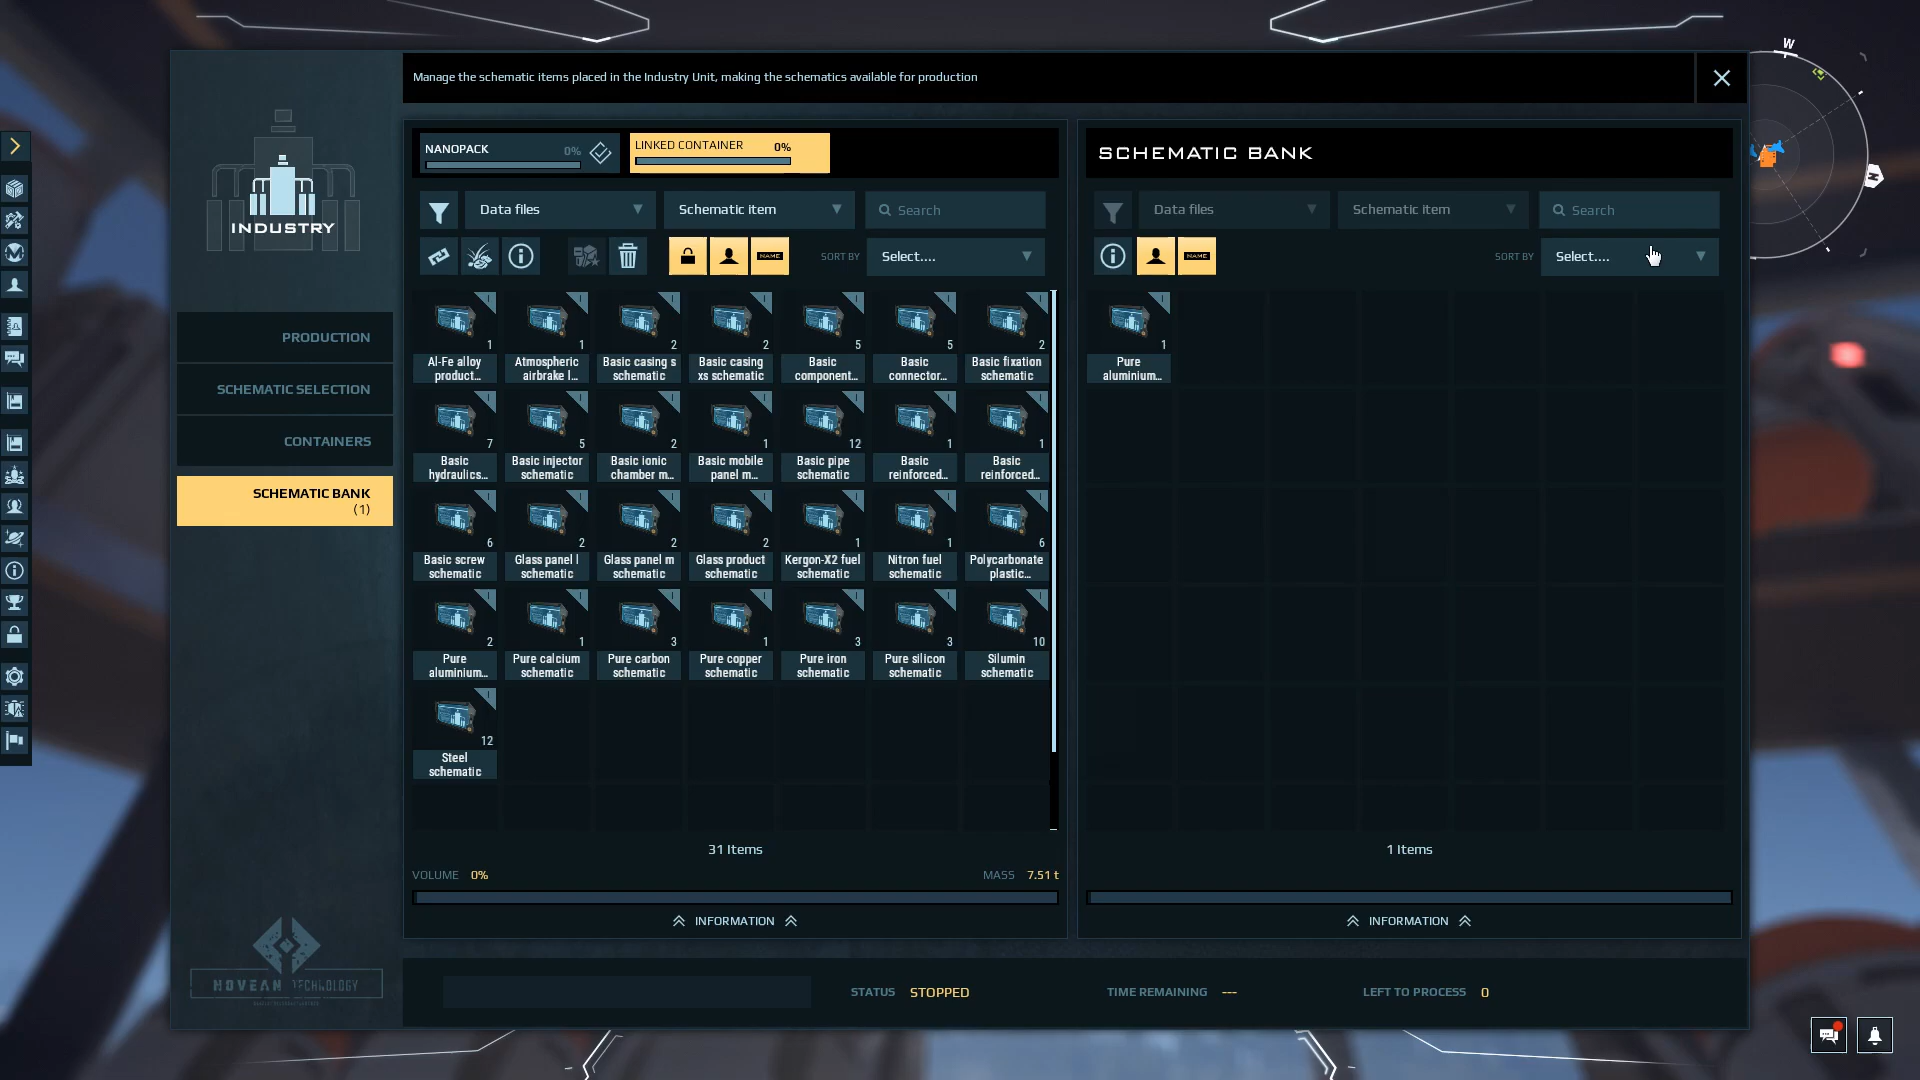 Manage the schematic items placed in the Industry Unit, making the schematics available for production
W
N
INDUSTRY
PRODUCTION
SCHEMATIC SELECTION
CONTAINERS
SCHEMATIC BANK
(1)
NOVEAN TECHNOLOGY
NANOPACK 0%
LINKED CONTAINER 0%
Data files
Schematic item
Search
NAME
SORT BY
Select....
1 1 2 2 5 5 2
Al-Fe alloy product...
Atmospheric airbrake l...
Basic casing s schematic
Basic casing xs schematic
Basic component...
Basic connector...
Basic fixation schematic
7 5 2 1 12 1 1
Basic hydraulics...
Basic injector schematic
Basic ionic chamber m...
Basic mobile panel m...
Basic pipe schematic
Basic reinforced...
Basic reinforced...
6 2 2 2 1 1 6
Basic screw schematic
Glass panel l schematic
Glass panel m schematic
Glass product schematic
Kergon-X2 fuel schematic
Nitron fuel schematic
Polycarbonate plastic...
2 1 3 1 3 3 10
Pure aluminium...
Pure calcium schematic
Pure carbon schematic
Pure copper schematic
Pure iron schematic
Pure silicon schematic
Silumin schematic
12
Steel schematic
31 Items
VOLUME 0%
MASS 7.51 t
INFORMATION
SCHEMATIC BANK
Data files
Schematic item
Search
NAME
SORT BY
Select....
1
Pure aluminium...
1 Items
INFORMATION
STATUS STOPPED
TIME REMAINING ---
LEFT TO PROCESS 0